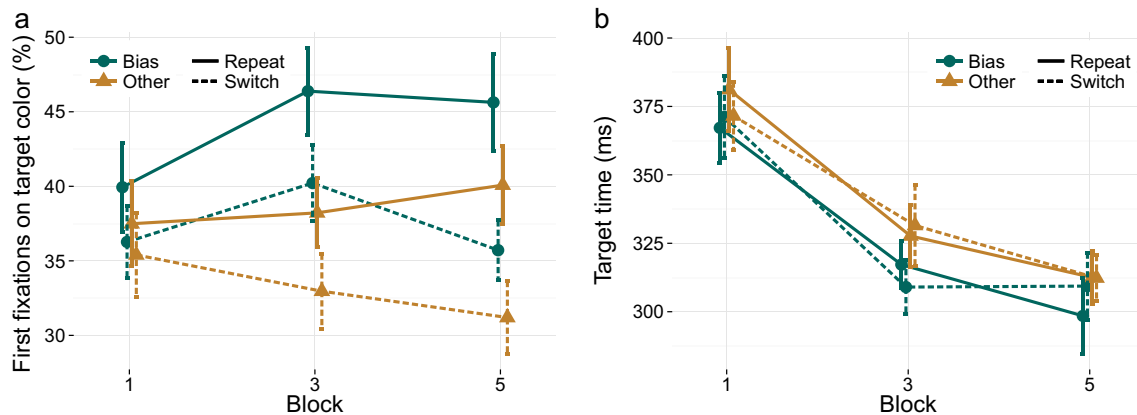 a
First fixations on target color (%)
50
45
40
35
30
Bias
Other
Repeat
Switch
1 3 5
Block
b
Target time (ms)
400
375
350
325
300
Bias
Other
Repeat
Switch
1 3 5
Block